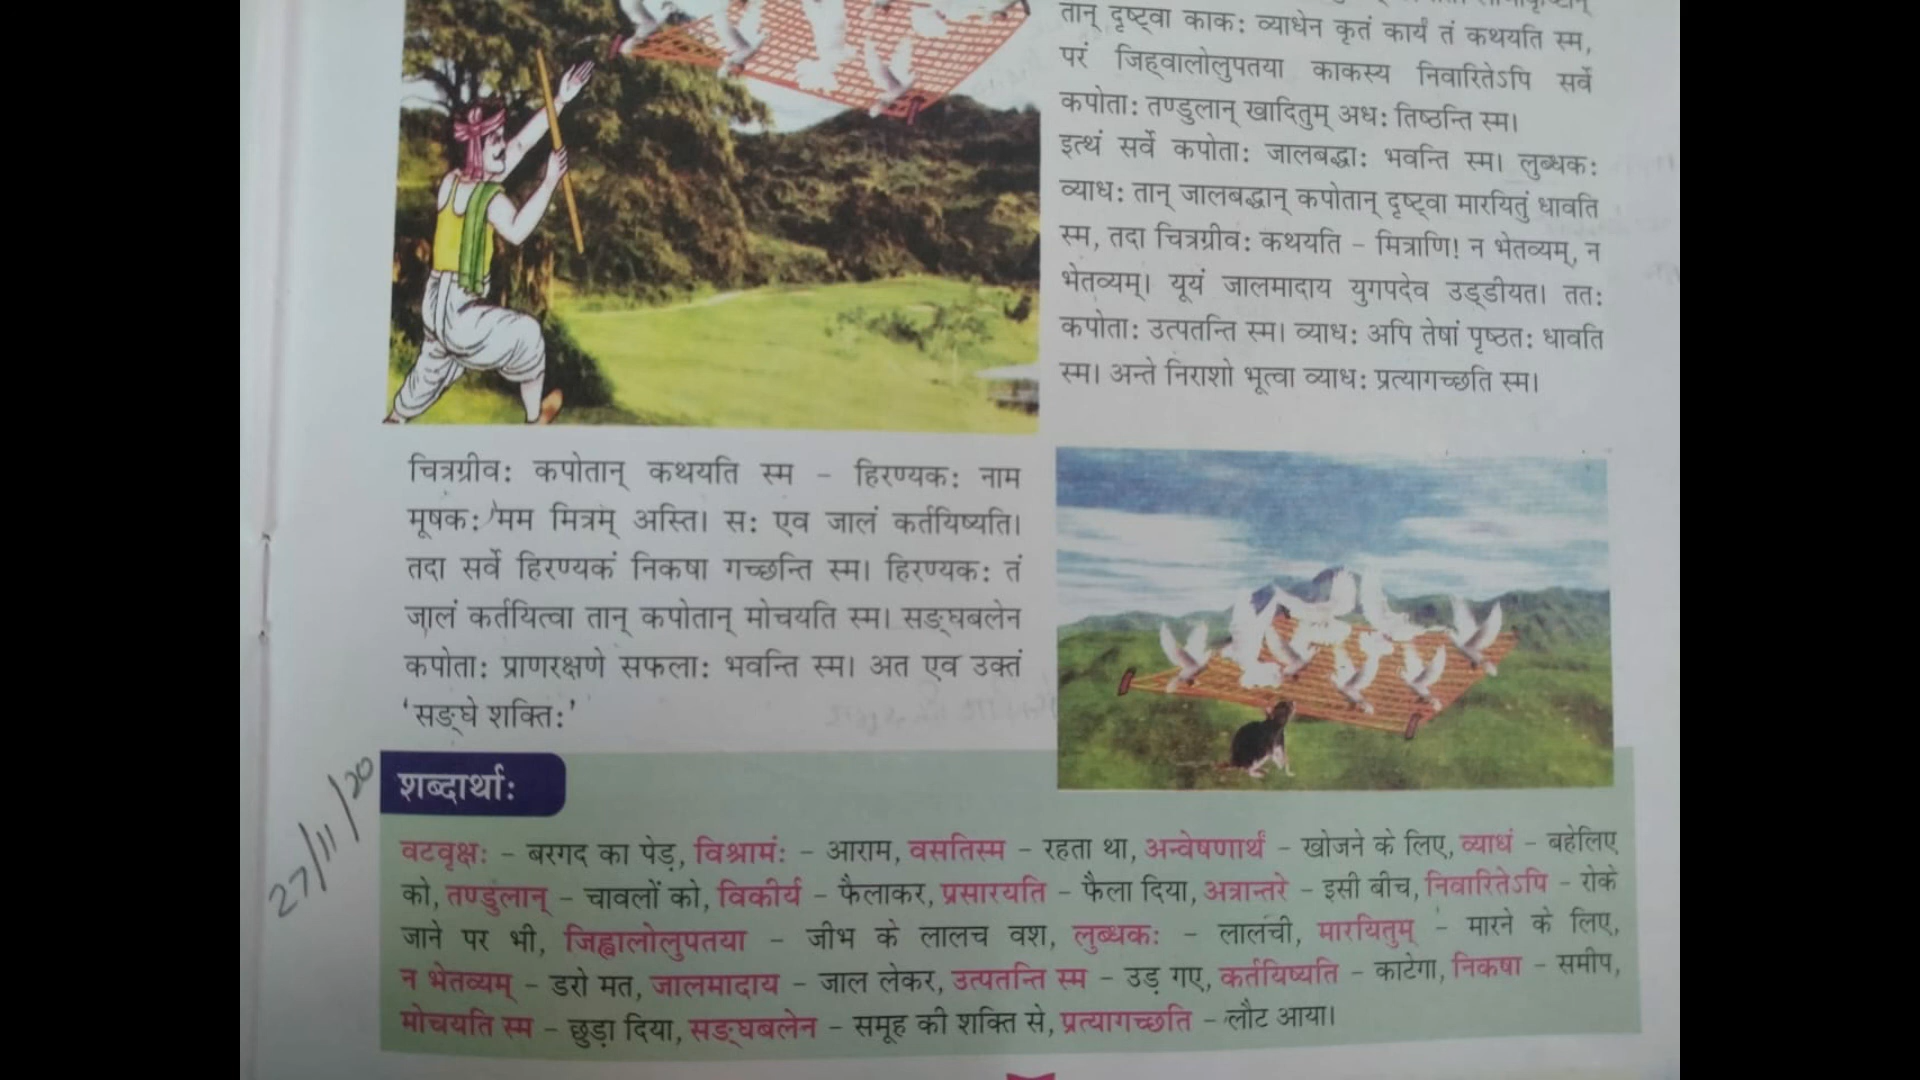 तान् दृष्ट्वा काकः व्याधेन कृतं कार्यं तं कथयति स्म,
परं जिह्वालोलुपतया काकस्य निवारितेऽपि सर्वे
कपोताः तण्डुलान् खादितुम् अधः तिष्ठन्ति स्म।
इत्थं सर्वे कपोताः जालबद्धाः भवन्ति स्म। लुब्धकः
व्याधः तान् जालबद्धान् कपोतान् दृष्ट्वा मारयितुं धावति
स्म, तदा चित्रग्रीवः कथयति – मित्राणि! न भेतव्यम्, न
भेतव्यम्। यूयं जालमादाय युगपदेव उड्डीयत। ततः
कपोताः उत्पतन्ति स्म। व्याधः अपि तेषां पृष्ठतः धावति
स्म। अन्ते निराशो भूत्वा व्याधः प्रत्यागच्छति स्म।
चित्रग्रीवः कपोतान् कथयति स्म – हिरण्यकः नाम
मूषकः मम मित्रम् अस्ति। सः एव जालं कर्तयिष्यति।
तदा सर्वे हिरण्यकं निकषा गच्छन्ति स्म। हिरण्यकः तं
जालं कर्तयित्वा तान् कपोतान् मोचयति स्म। सङ्घबलेन
कपोताः प्राणरक्षणे सफलाः भवन्ति स्म। अत एव उक्तं
‘सङ्घे शक्तिः’
27/11/20
शब्दार्थाः
वटवृक्षः – बरगद का पेड़, विश्रामंः – आराम, वसतिस्म – रहता था, अन्वेषणार्थं – खोजने के लिए, व्याधं – बहेलिए
को, तण्डुलान् – चावलों को, विकीर्य – फैलाकर, प्रसारयति – फैला दिया, अत्रान्तरे – इसी बीच, निवारितेऽपि – रोके
जाने पर भी, जिह्वालोलुपतया – जीभ के लालच वश, लुब्धकः – लालची, मारयितुम् – मारने के लिए,
न भेतव्यम् – डरो मत, जालमादाय – जाल लेकर, उत्पतन्ति स्म – उड़ गए, कर्तयिष्यति – काटेगा, निकषा – समीप,
मोचयति स्म – छुड़ा दिया, सङ्घबलेन – समूह की शक्ति से, प्रत्यागच्छति – लौट आया।